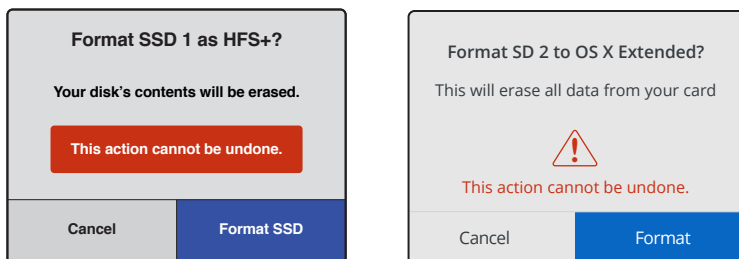 Format SSD 1 as HFS+?
Your disk's contents will be erased.
This action cannot be undone.
Cancel
Format SSD
Format SD 2 to OS X Extended?
This will erase all data from your card
This action cannot be undone.
Cancel
Format